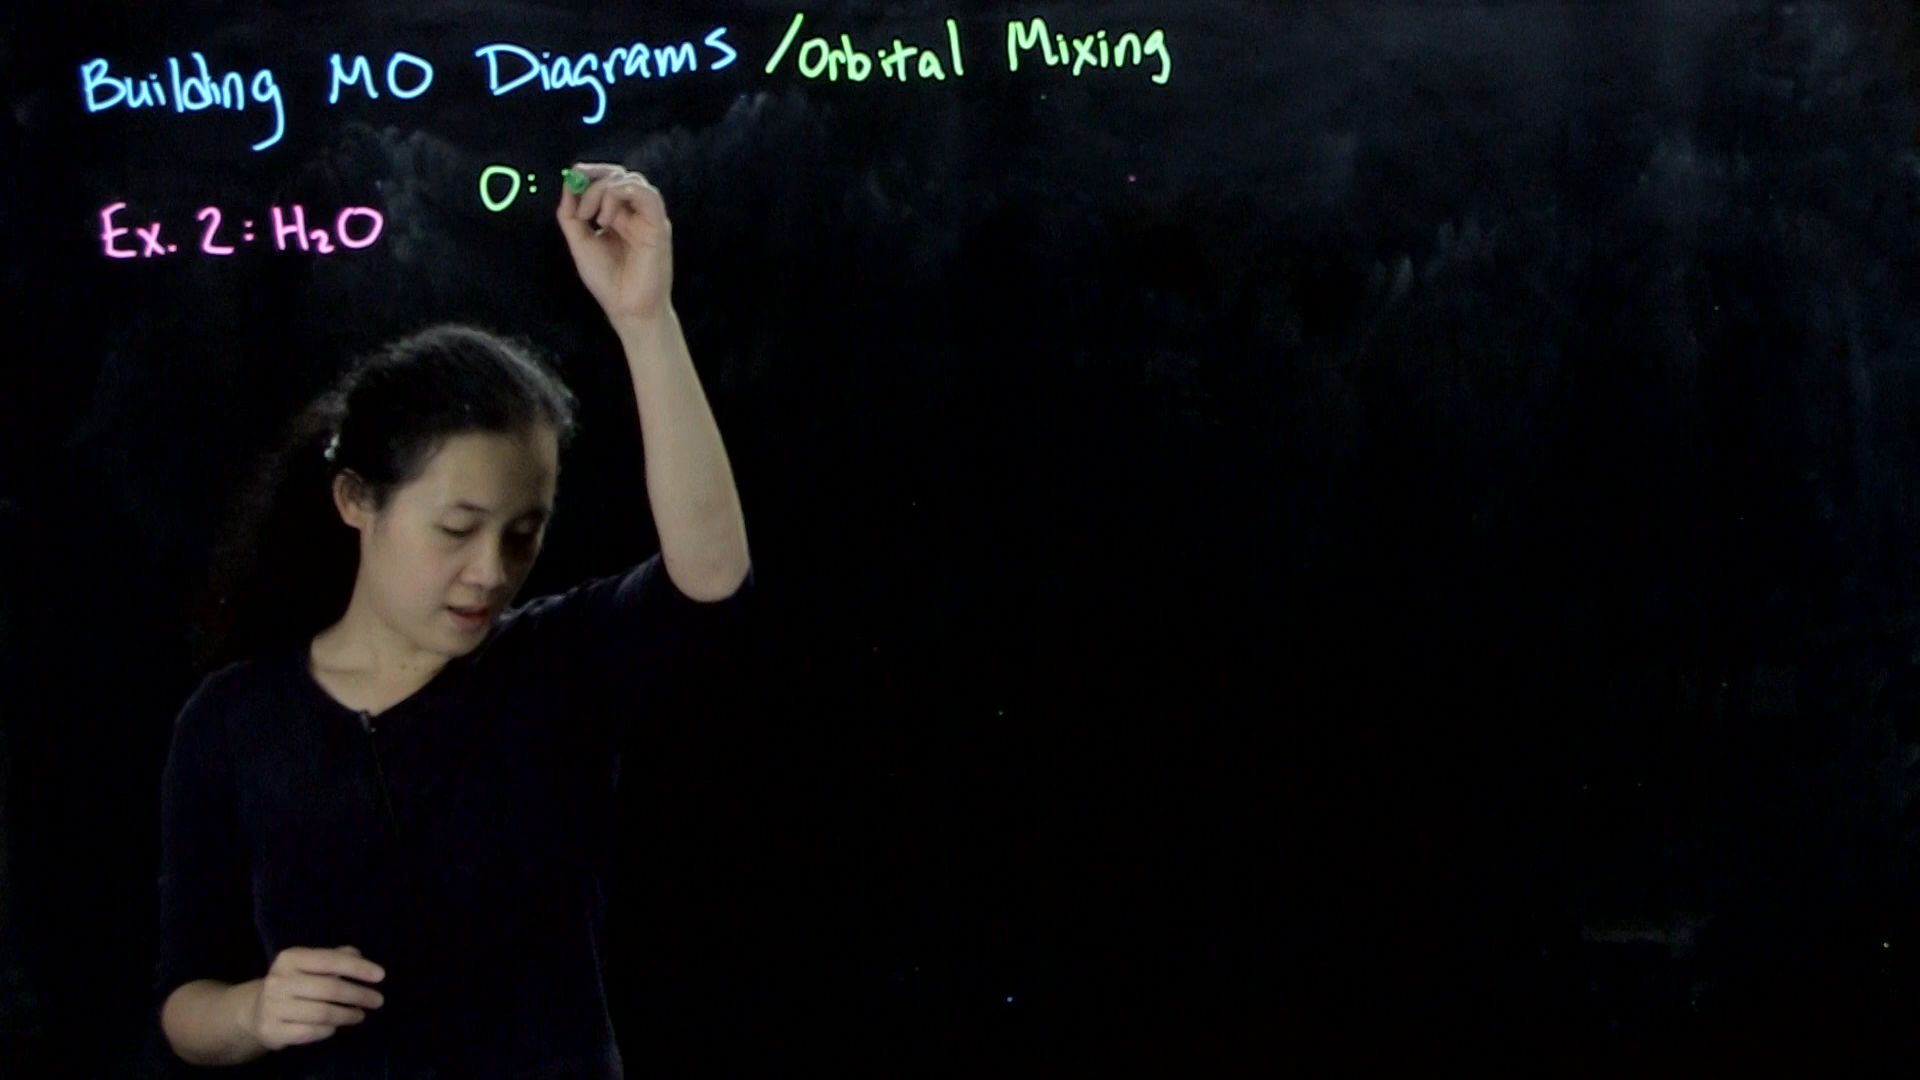 Building MO Diagrams /Orbital Mixing
O:
Ex. 2: H₂O